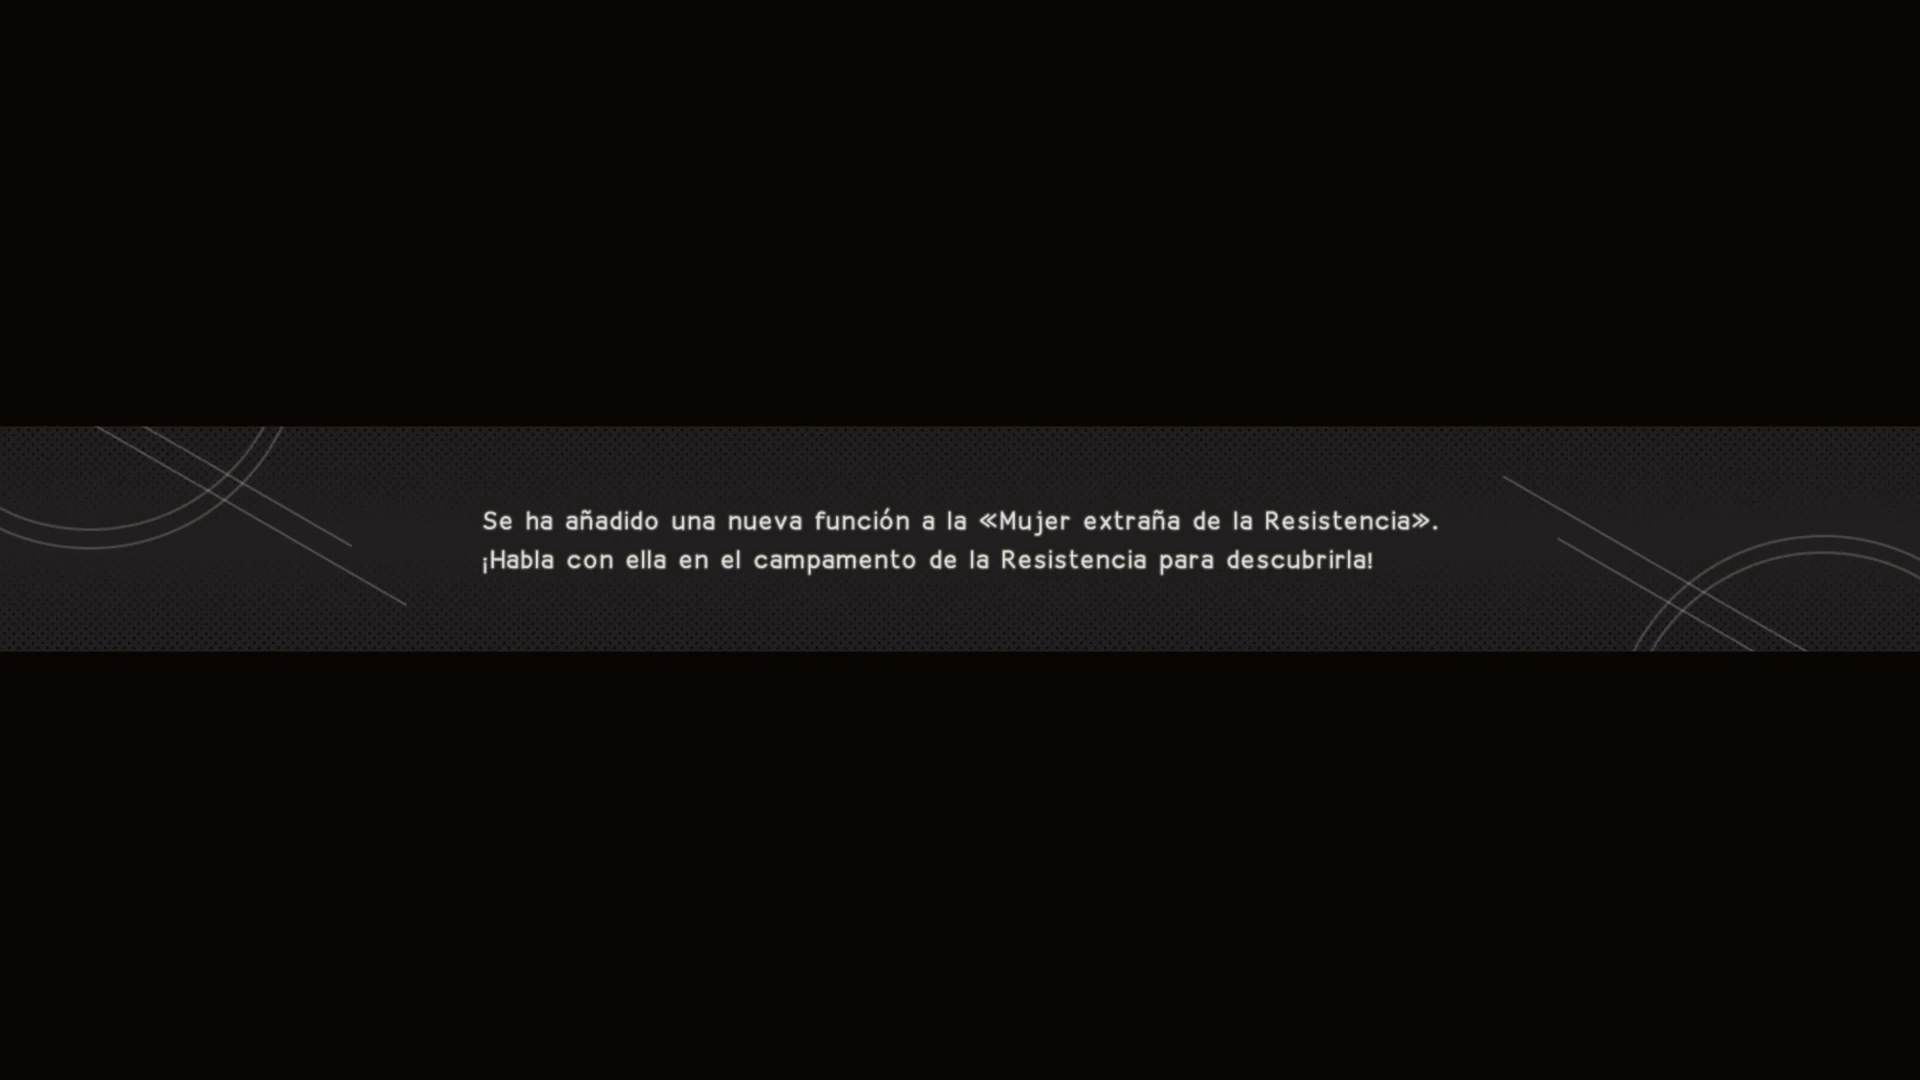 Se ha añadido una nueva función a la «Mujer extraña de la Resistencia».
¡Habla con ella en el campamento de la Resistencia para descubrirla!